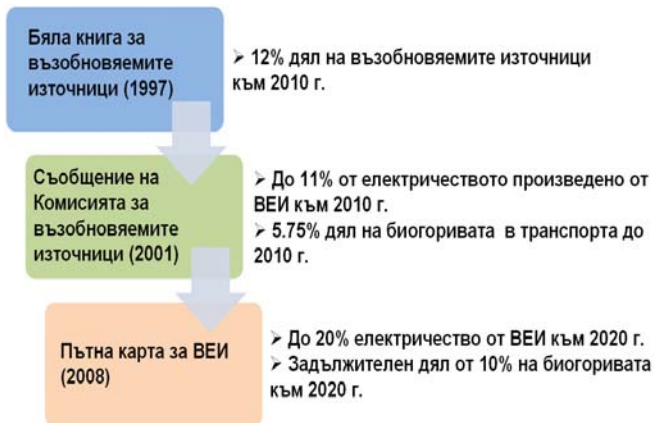 Бяла книга за
възобновяемите
източници (1997)
➢ 12% дял на възобновяемите източници
към 2010 г.
Съобщение на
Комисията за
възобновяемите
източници (2001)
➢ До 11% от електричеството произведено от
ВЕИ към 2010 г.
➢ 5.75% дял на биогоривата в транспорта до
2010 г.
Пътна карта за ВЕИ
(2008)
➢ До 20% електричество от ВЕИ към 2020 г.
➢ Задължителен дял от 10% на биогоривата
към 2020 г.